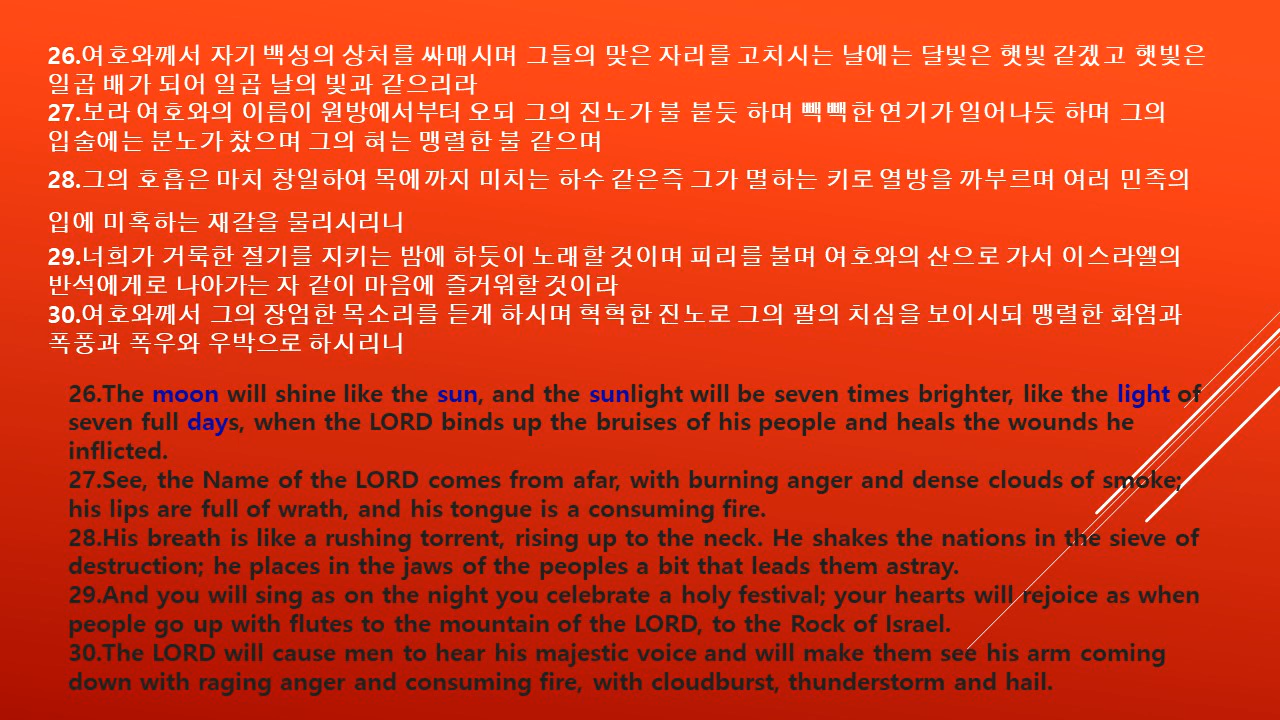 26.여호와께서 자기 백성의 상처를 싸매시며 그들의 맞은 자리를 고치시는 날에는 달빛은 햇빛 같겠고 햇빛은
일곱 배가 되어 일곱 날의 빛과 같으리라
27.보라 여호와의 이름이 원방에서부터 오되 그의 진노가 불 붙듯 하며 빽빽한 연기가 일어나듯 하며 그의
입술에는 분노가 찼으며 그의 혀는 맹렬한 불 같으며
28.그의 호흡은 마치 창일하여 목에까지 미치는 하수 같은즉 그가 멸하는 키로 열방을 까부르며 여러 민족의
입에 미혹하는 재갈을 물리시리니
29.너희가 거룩한 절기를 지키는 밤에 하듯이 노래할 것이며 피리를 불며 여호와의 산으로 가서 이스라엘의
반석에게로 나아가는 자 같이 마음에 즐거워할 것이라
30.여호와께서 그의 장엄한 목소리를 듣게 하시며 혁혁한 진노로 그의 팔의 치심을 보이시되 맹렬한 화염과
폭풍과 폭우와 우박으로 하시리니
26.The moon will shine like the sun, and the sunlight will be seven times brighter, like the light of
seven full days, when the LORD binds up the bruises of his people and heals the wounds he
inflicted.
27.See, the Name of the LORD comes from afar, with burning anger and dense clouds of smoke;
his lips are full of wrath, and his tongue is a consuming fire.
28.His breath is like a rushing torrent, rising up to the neck. He shakes the nations in the sieve of
destruction; he places in the jaws of the peoples a bit that leads them astray.
29.And you will sing as on the night you celebrate a holy festival; your hearts will rejoice as when
people go up with flutes to the mountain of the LORD, to the Rock of Israel.
30.The LORD will cause men to hear his majestic voice and will make them see his arm coming
down with raging anger and consuming fire, with cloudburst, thunderstorm and hail.